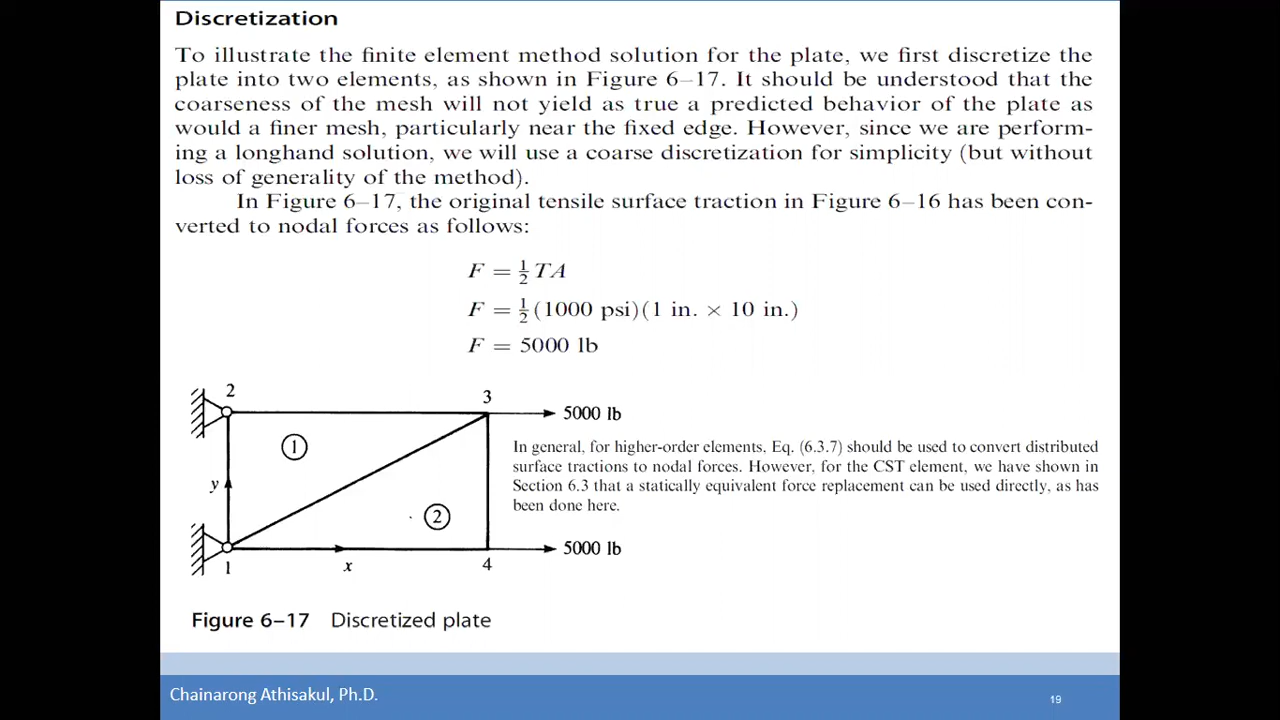 Discretization
To illustrate the finite element method solution for the plate, we first discretize the
plate into two elements, as shown in Figure 6–17. It should be understood that the
coarseness of the mesh will not yield as true a predicted behavior of the plate as
would a finer mesh, particularly near the fixed edge. However, since we are perform-
ing a longhand solution, we will use a coarse discretization for simplicity (but without
loss of generality of the method).
In Figure 6–17, the original tensile surface traction in Figure 6–16 has been con-
verted to nodal forces as follows:
F = ½ TA
F = ½ (1000 psi)(1 in. × 10 in.)
F = 5000 lb
2
3
5000 lb
1
In general, for higher-order elements, Eq. (6.3.7) should be used to convert distributed
surface tractions to nodal forces. However, for the CST element, we have shown in
Section 6.3 that a statically equivalent force replacement can be used directly, as has
been done here.
y
2
5000 lb
1
x
4
Figure 6–17 Discretized plate
Chainarong Athisakul, Ph.D.
19